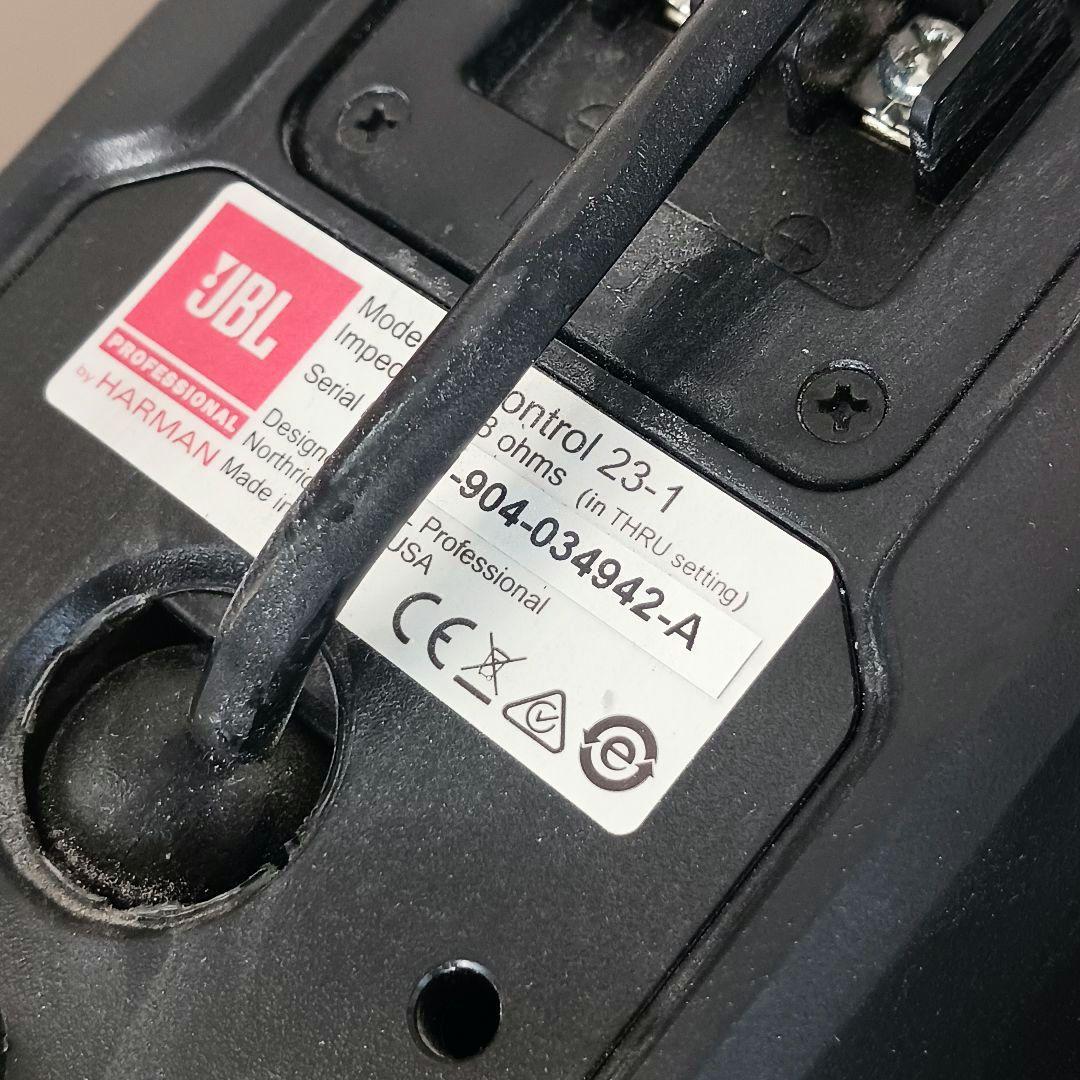 JBL
PROFESSIONAL
by HARMAN
Mode ontrol 23-1
Imped 8 ohms (in THRU setting)
Serial -904-034942-A
Designe L Professional
Northri USA
Made in
CE
e